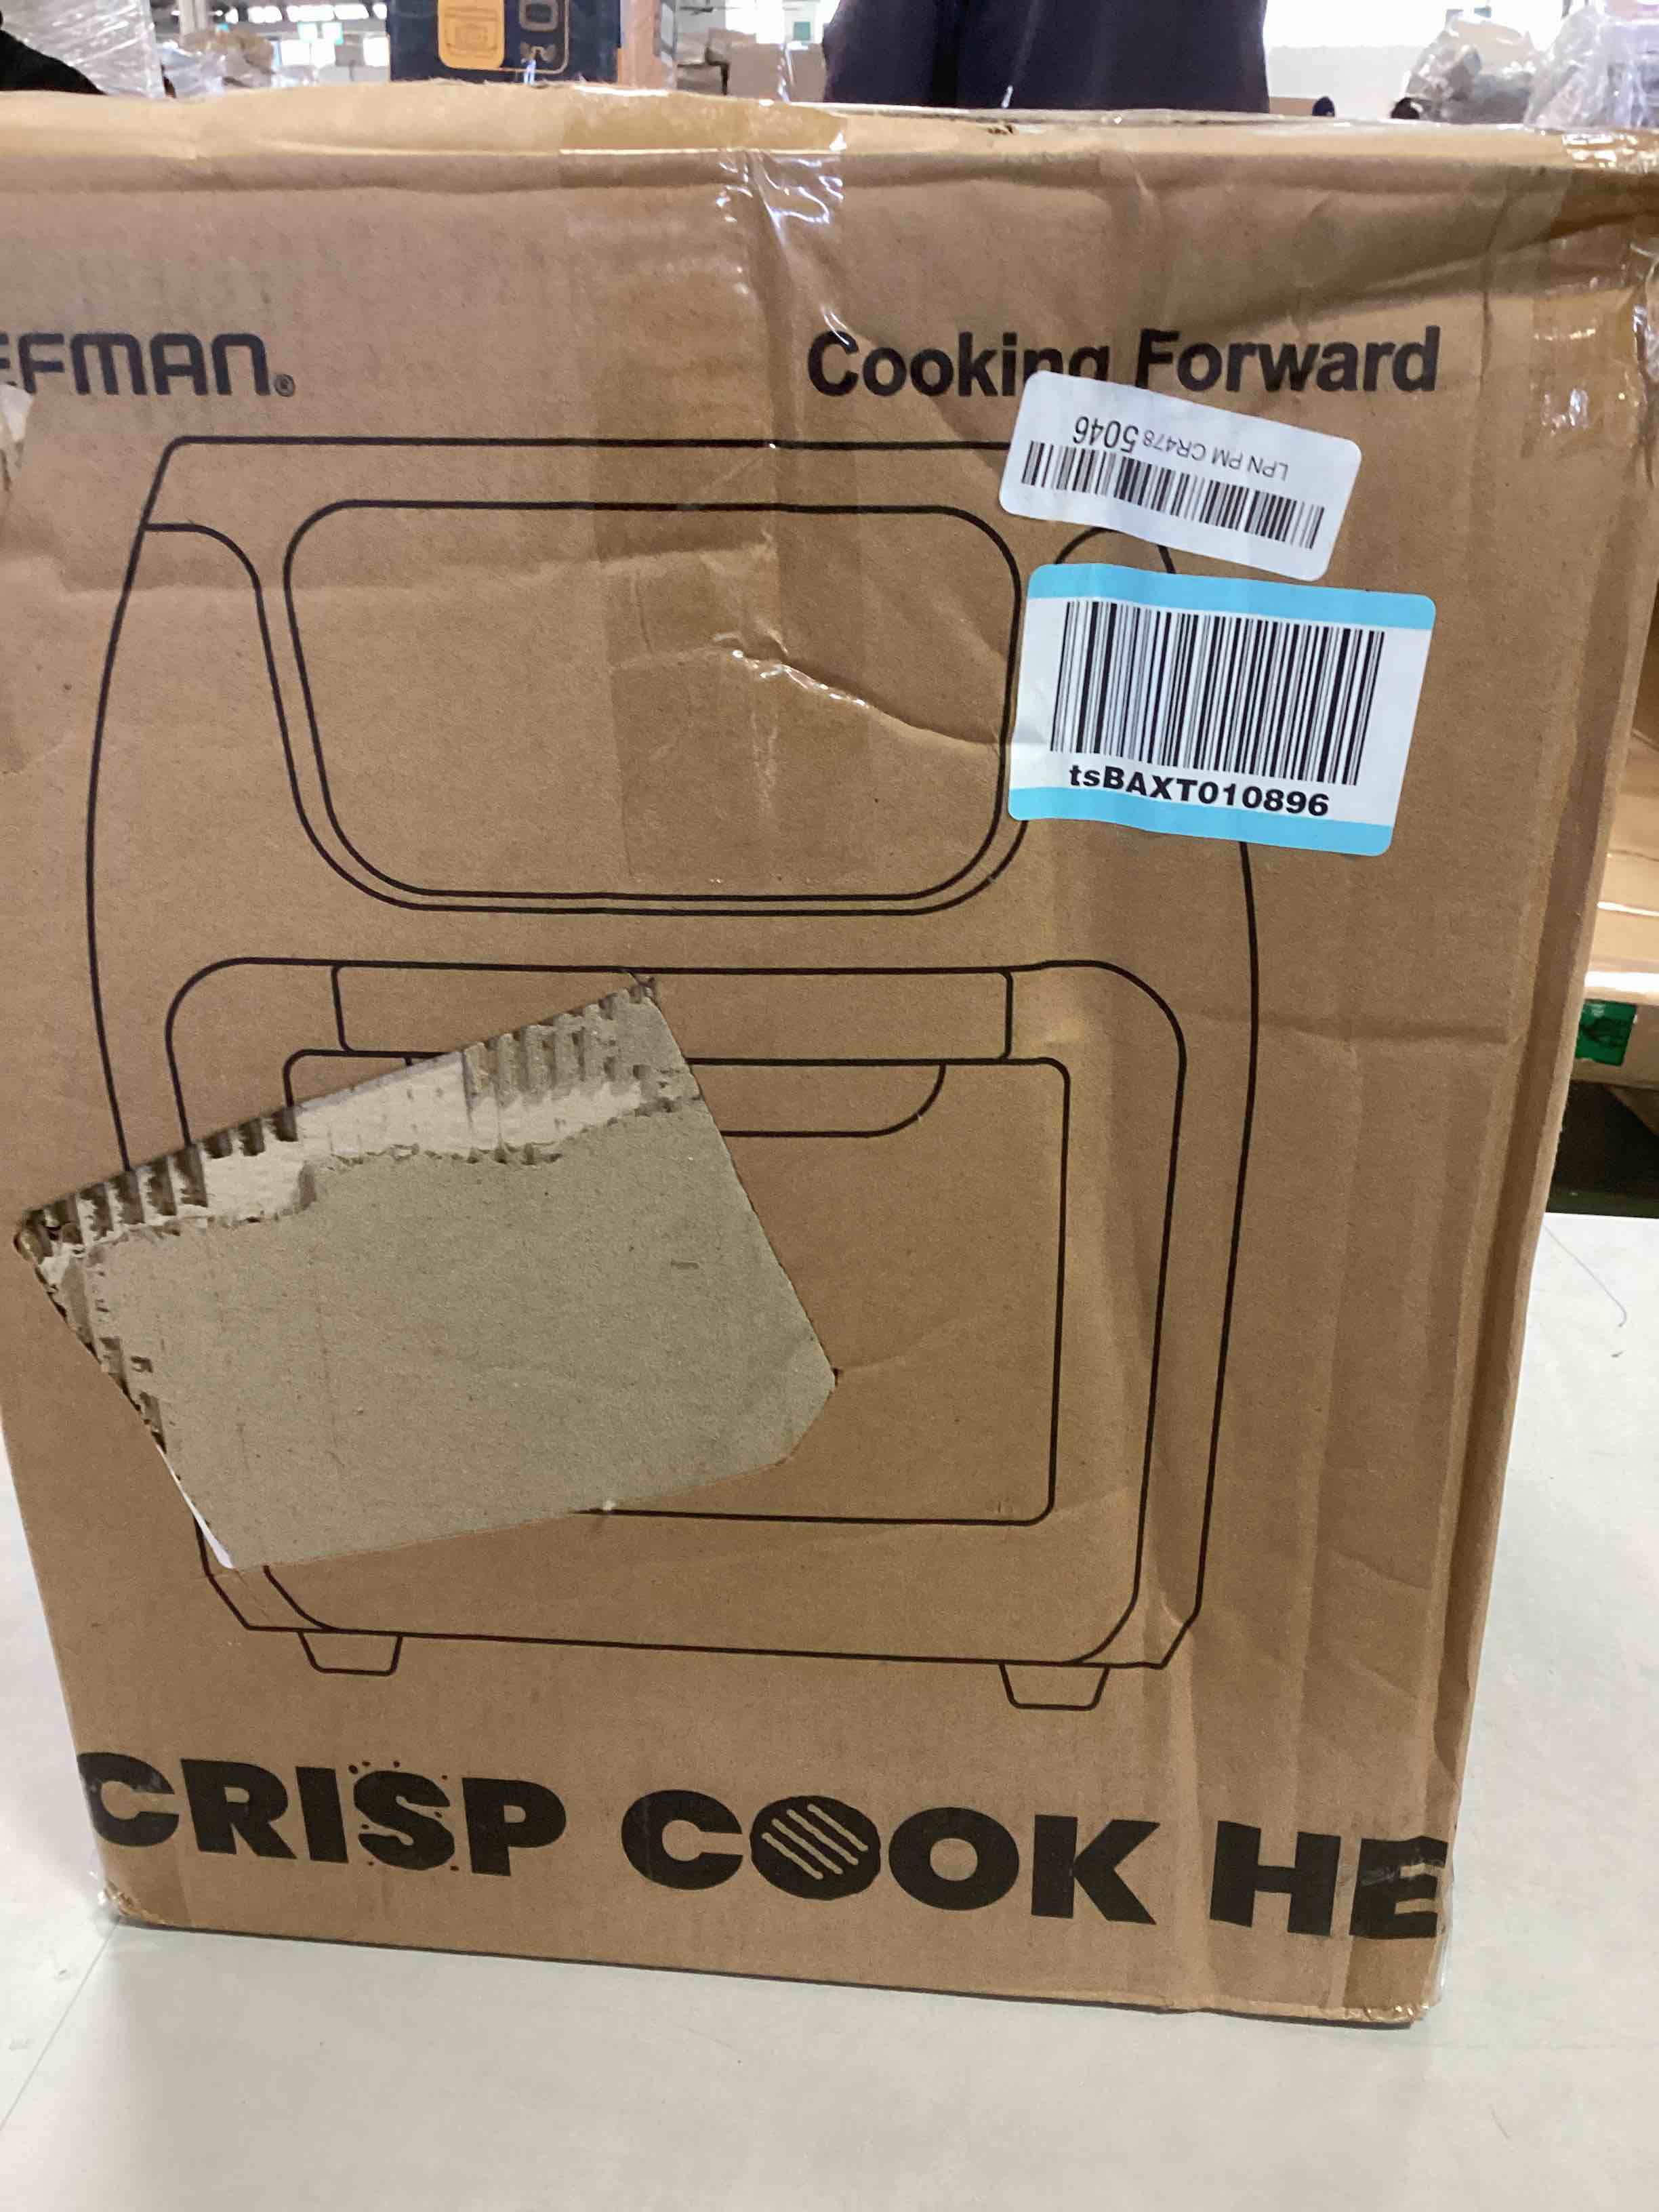 EFMAN®
Cooking Forward
LPN PM CR478 5046
tsBAXT010896
CRISP COOK HE